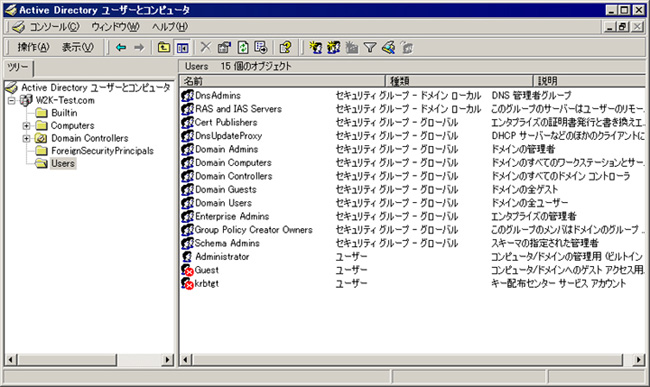 Active Directory ユーザーとコンピュータ
コンソール(C) ウィンドウ(W) ヘルプ(H)
操作(A) 表示(V)
ツリー
Active Directory ユーザーとコンピュータ
W2K-Test.com
Builtin
Computers
Domain Controllers
ForeignSecurityPrincipals
Users
Users 15 個のオブジェクト
名前 種類 説明
DnsAdmins セキュリティ グループ - ドメイン ローカル DNS 管理者グループ
RAS and IAS Servers セキュリティ グループ - ドメイン ローカル このグループのサーバーはユーザーのリモー...
Cert Publishers セキュリティ グループ - グローバル エンタプライズの証明書発行と書き換えエ...
DnsUpdateProxy セキュリティ グループ - グローバル DHCP サーバーなどのほかのクライアントに
Domain Admins セキュリティ グループ - グローバル ドメインの管理者
Domain Computers セキュリティ グループ - グローバル ドメインのすべてのワークステーションとサー...
Domain Controllers セキュリティ グループ - グローバル ドメインのすべてのドメイン コントローラ
Domain Guests セキュリティ グループ - グローバル ドメインの全ゲスト
Domain Users セキュリティ グループ - グローバル ドメインの全ユーザー
Enterprise Admins セキュリティ グループ - グローバル エンタプライズの管理者
Group Policy Creator Owners セキュリティ グループ - グローバル このグループのメンバはドメインのグループ...
Schema Admins セキュリティ グループ - グローバル スキーマの指定された管理者
Administrator ユーザー コンピュータ/ドメインの管理用 (ビルトイン
Guest ユーザー コンピュータ/ドメインへのゲスト アクセス用...
krbtgt ユーザー キー配布センター サービス アカウント